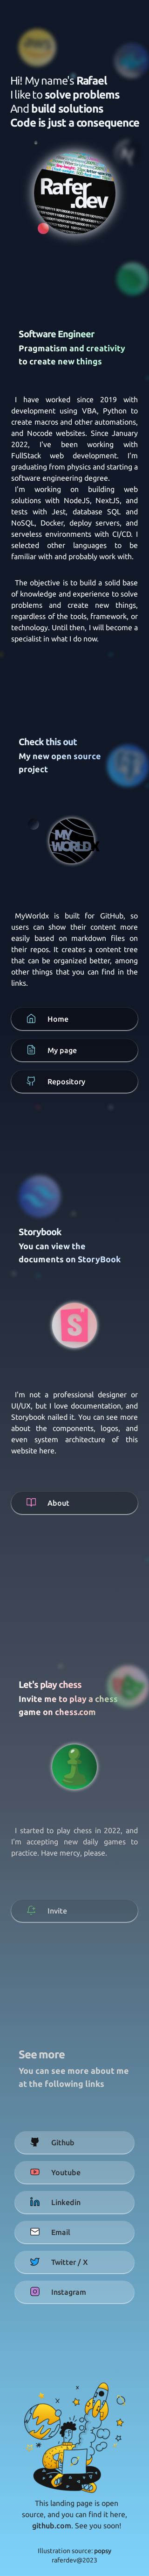 Hi! My name's Rafael
I like to solve problems
And build solutions
Code is just a consequence
Rafer
.dev
Software Engineer
Pragmatism and creativity
to create new things
I have worked since 2019 with
development using VBA, Python to
create macros and other automations,
and Nocode websites. Since January
2022, I've been working with
FullStack web development. I'm
graduating from physics and starting a
software engineering degree.
I'm working on building web
solutions with NodeJS, NextJS, and
tests with Jest, database SQL and
NoSQL, Docker, deploy servers, and
serveless environments with CI/CD. I
selected other languages to be
familiar with and probably work with.
The objective is to build a solid base
of knowledge and experience to solve
problems and create new things,
regardless of the tools, framework, or
technology. Until then, I will become a
specialist in what I do now.
Check this out
My new open source
project
MY
WORLDX
MyWorldx is built for GitHub, so
users can show their content more
easily based on markdown files on
their repos. It creates a content tree
that can be organized better, among
other things that you can find in the
links.
Home
My page
Repository
Storybook
You can view the
documents on StoryBook
S
I'm not a professional designer or
UI/UX, but I love documentation, and
Storybook nailed it. You can see more
about the components, logos, and
even system architecture of this
website here.
About
Let's play chess
Invite me to play a chess
game on chess.com
I started to play chess in 2022, and
I'm accepting new daily games to
practice. Have mercy, please.
Invite
See more
You can see more about me
at the following links
Github
Youtube
Linkedin
Email
Twitter / X
Instagram
This landing page is open
source, and you can find it here,
github.com. See you soon!
Illustration source: popsy
raferdev@2023